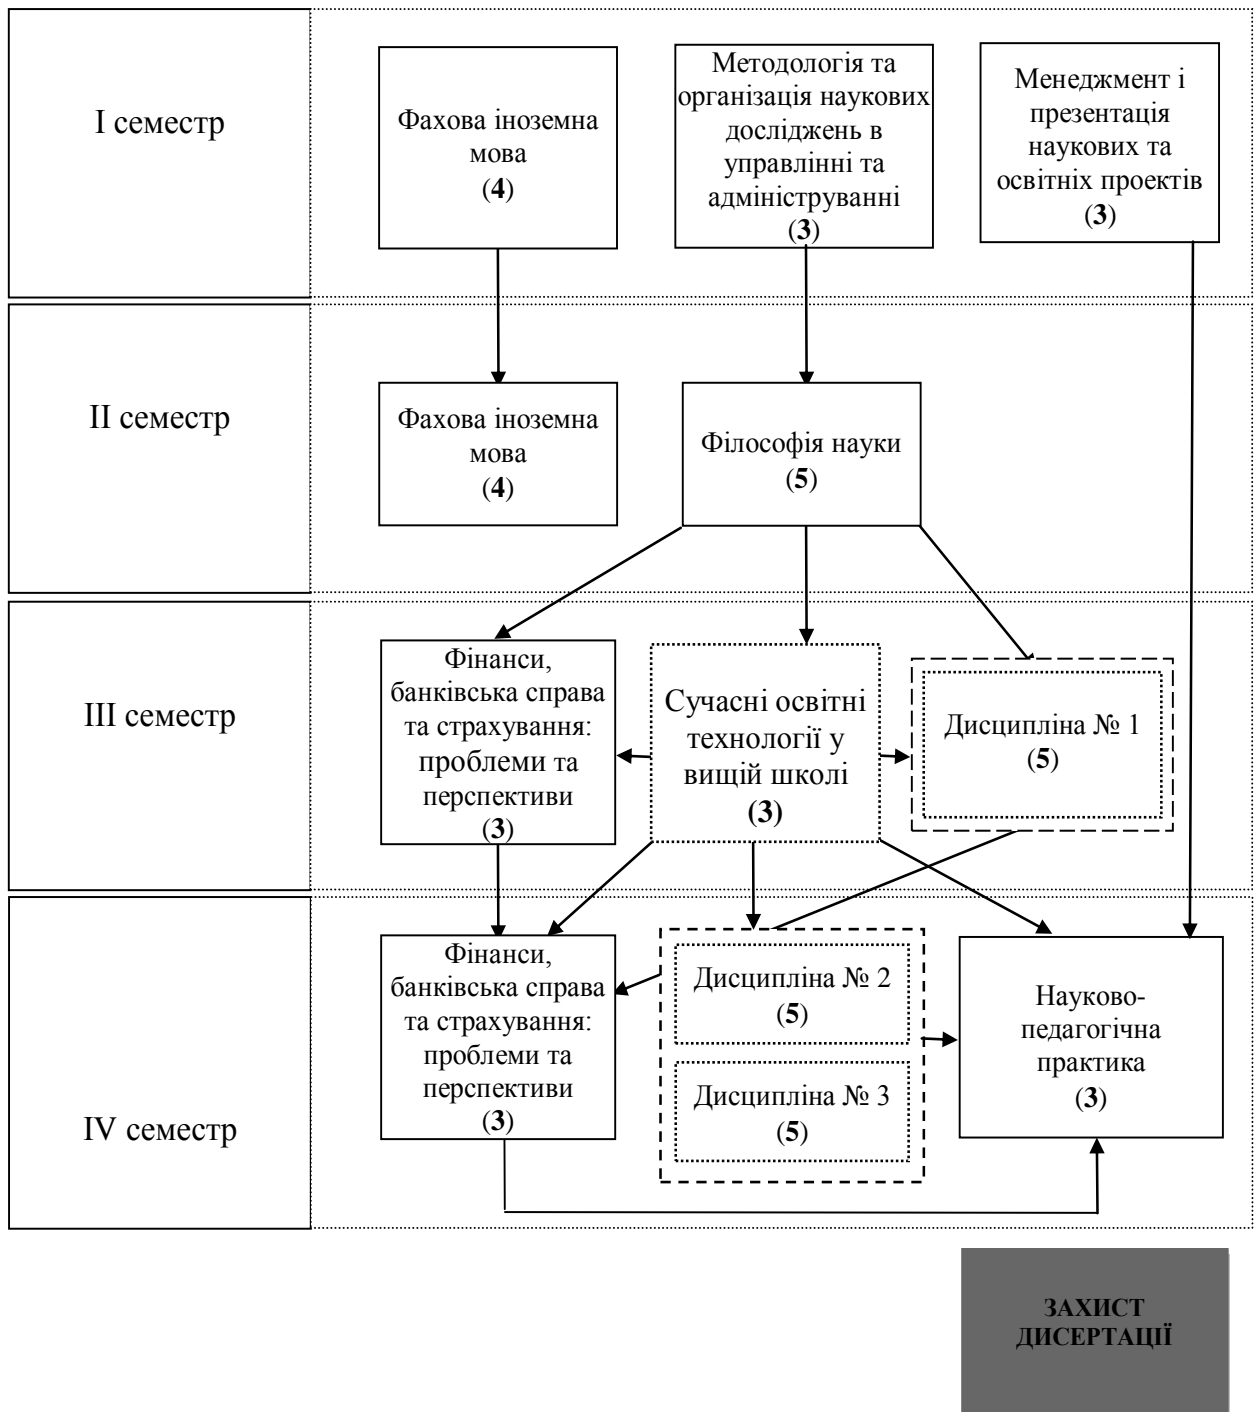 I семестр
Фахова іноземна
мова
(4)
Методологія та
організація наукових
досліджень в
управлінні та
адмініструванні
(3)
Менеджмент і
презентація
наукових та
освітніх проектів
(3)
II семестр
Фахова іноземна
мова
(4)
Філософія науки
(5)
III семестр
Фінанси,
банківська справа
та страхування:
проблеми та
перспективи
(3)
Сучасні освітні
технології у
вищій школі
(3)
Дисципліна № 1
(5)
IV семестр
Фінанси,
банківська справа
та страхування:
проблеми та
перспективи
(3)
Дисципліна № 2
(5)
Дисципліна № 3
(5)
Науково-
педагогічна
практика
(3)
ЗАХИСТ
ДИСЕРТАЦІЇ